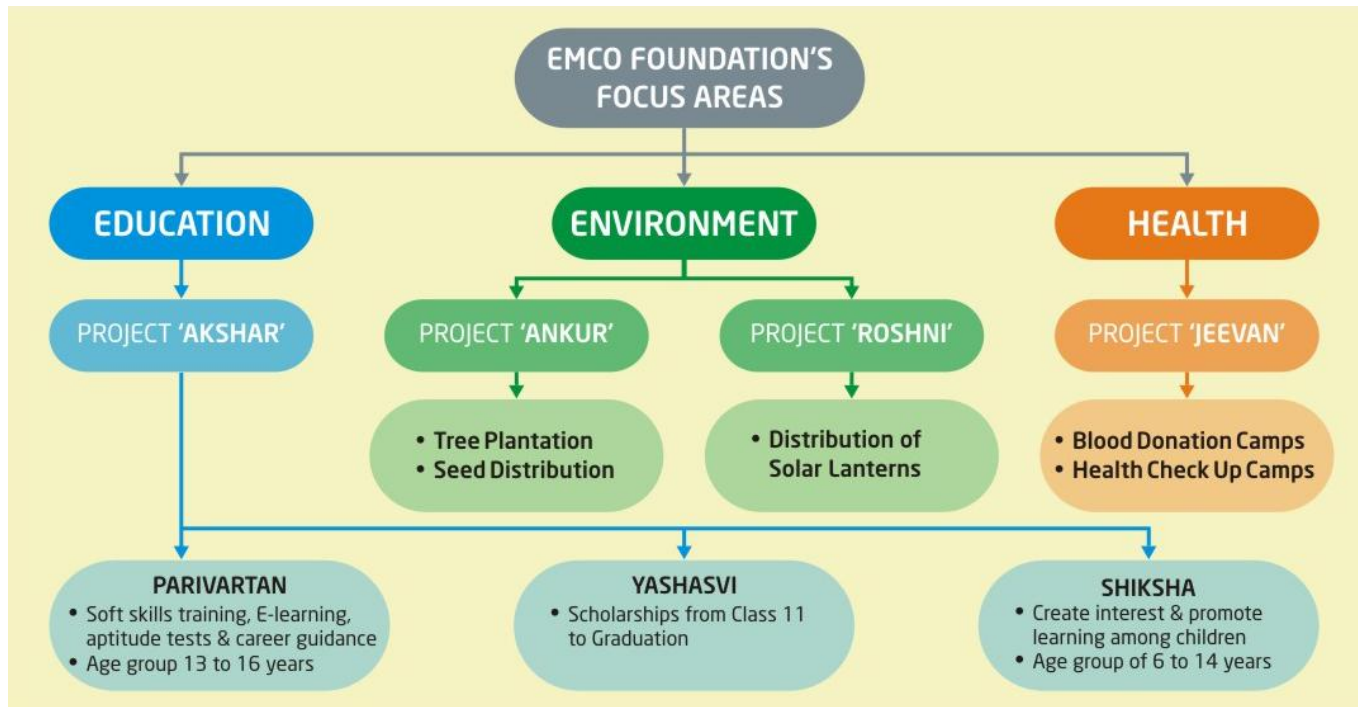 EMCO FOUNDATION'S
FOCUS AREAS
EDUCATION
ENVIRONMENT
HEALTH
PROJECT 'AKSHAR'
PROJECT 'ANKUR'
PROJECT 'ROSHNI'
PROJECT 'JEEVAN'
• Tree Plantation
• Seed Distribution
• Distribution of
Solar Lanterns
• Blood Donation Camps
• Health Check Up Camps
PARIVARTAN
• Soft skills training, E-learning,
aptitude tests & career guidance
• Age group 13 to 16 years
YASHASVI
• Scholarships from Class 11
to Graduation
SHIKSHA
• Create interest & promote
learning among children
• Age group of 6 to 14 years